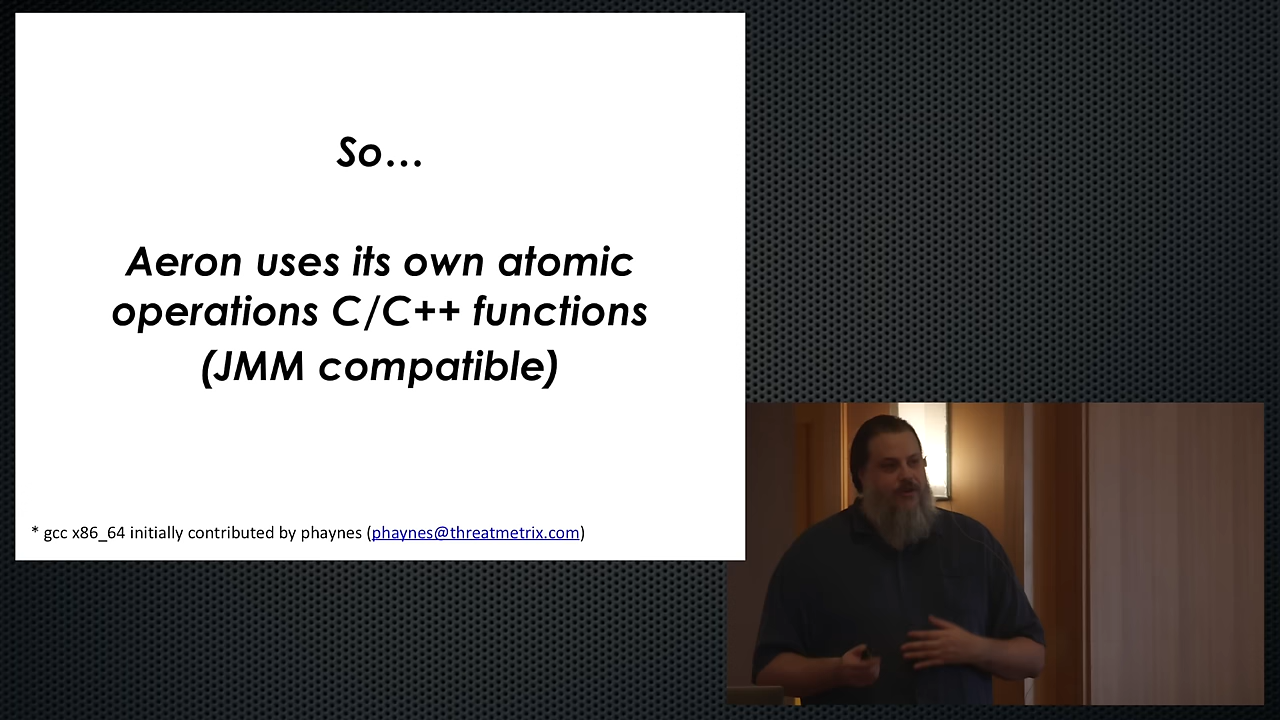 So…
Aeron uses its own atomic
operations C/C++ functions
(JMM compatible)
* gcc x86_64 initially contributed by phaynes (phaynes@threatmetrix.com)